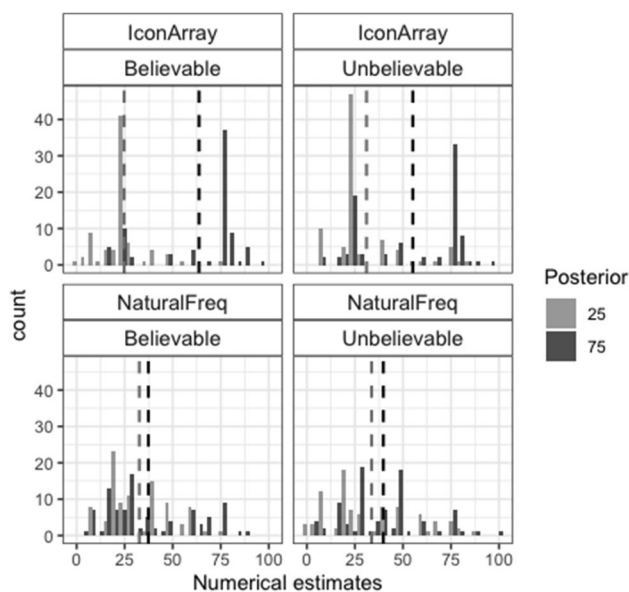 IconArray IconArray
Believable Unbelievable
40
30
20
10
0
NaturalFreq NaturalFreq
Believable Unbelievable
40
30
20
10
0
0 25 50 75 100 0 25 50 75 100
Numerical estimates
count
Posterior
25
75